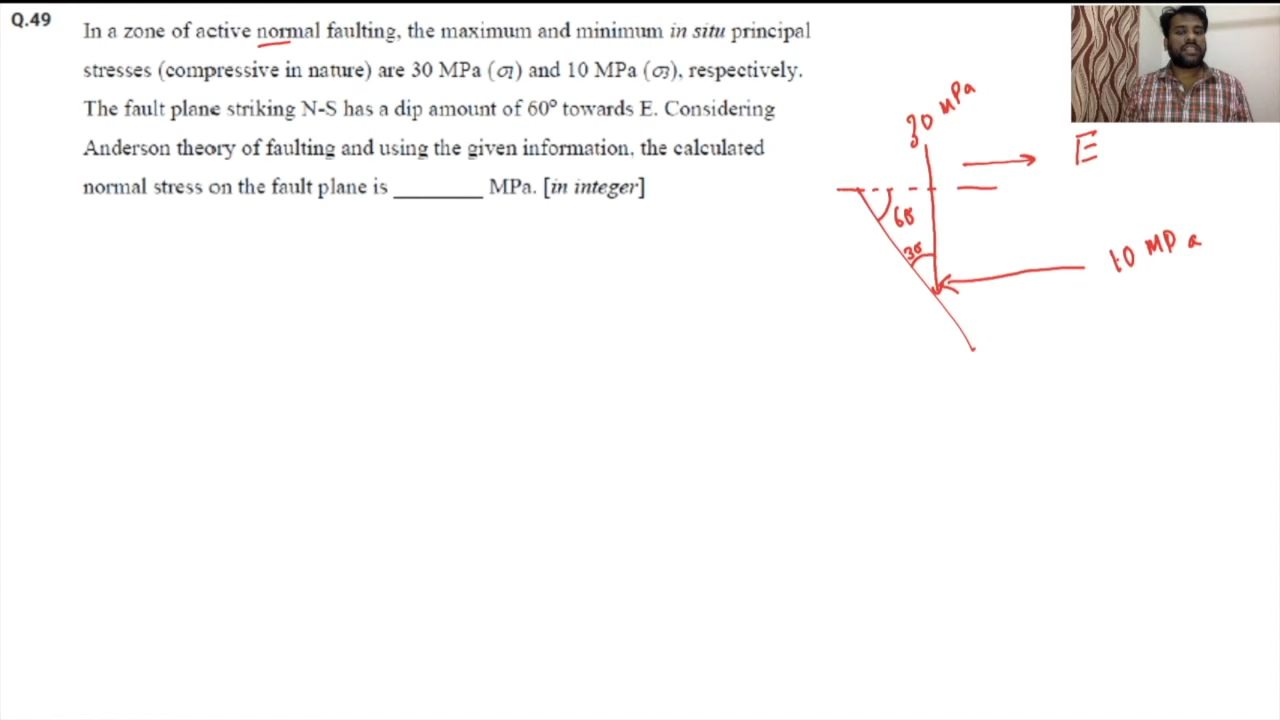 Q.49
In a zone of active normal faulting, the maximum and minimum in situ principal
stresses (compressive in nature) are 30 MPa (σ1) and 10 MPa (σ3), respectively.
The fault plane striking N-S has a dip amount of 60° towards E. Considering
Anderson theory of faulting and using the given information, the calculated
normal stress on the fault plane is ________ MPa. [in integer]
30 MPa
E
60
30
10 MPa